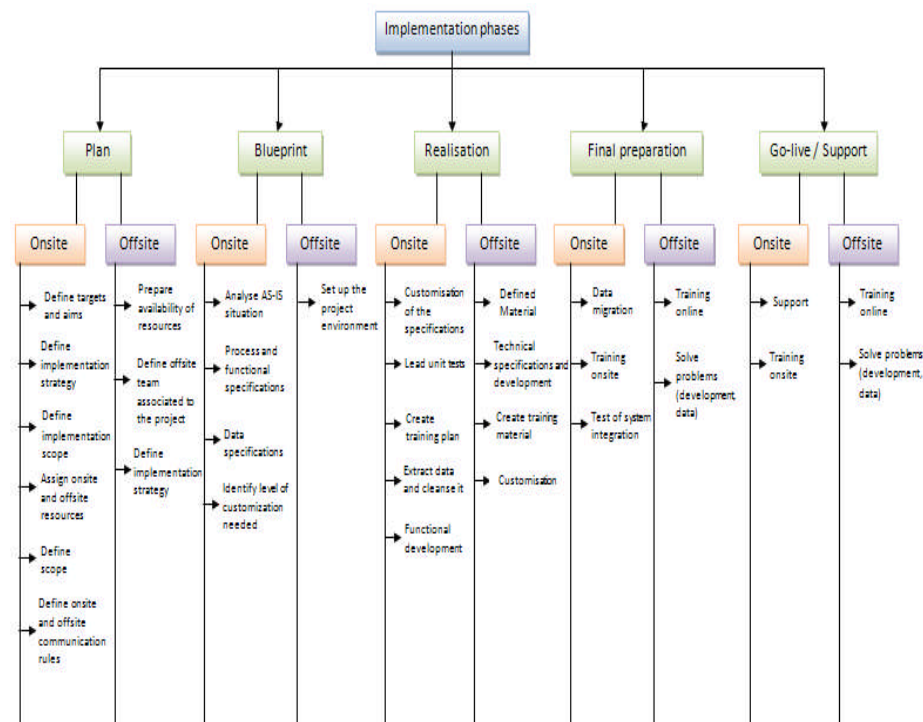 Implementation phases
Plan
Blueprint
Realisation
Final preparation
Go-live / Support
Onsite
Offsite
Onsite
Offsite
Onsite
Offsite
Onsite
Offsite
Onsite
Offsite
Define targets
and aims
Define
implementation
strategy
Define
implementation
scope
Assign onsite
and offsite
resources
Define
scope
Define onsite
and offsite
communication
rules
Prepare
availability of
resources
Define offsite
team
associated to
the project
Define
implementation
strategy
Analyse AS-IS
situation
Process and
functional
specifications
Data
specifications
Identify level of
customization
needed
Set up the
project
environment
Customisation
of the
specifications
Lead unit tests
Create
training plan
Extract data
and cleanse it
Functional
development
Defined
Material
Technical
specifications and
development
Create training
material
Customisation
Data
migration
Training
onsite
Test of system
integration
Training
online
Solve
problems
(development,
data)
Support
Training
onsite
Training
online
Solve problems
(development,
data)